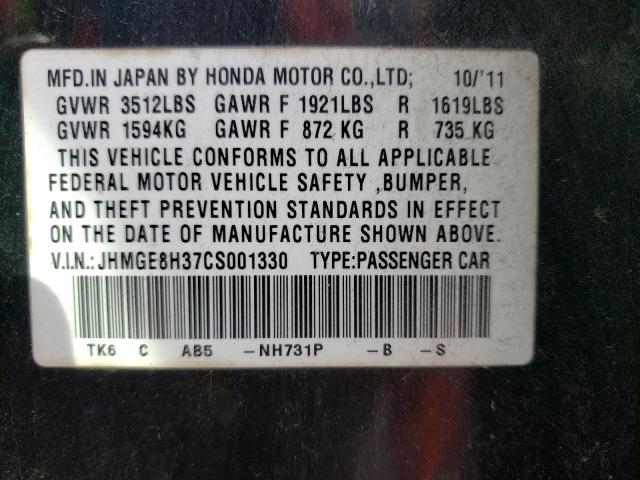 MFD.IN JAPAN BY HONDA MOTOR CO.,LTD; 10/'11
GVWR 3512LBS GAWR F 1921LBS R 1619LBS
GVWR 1594KG GAWR F 872 KG R 735 KG
THIS VEHICLE CONFORMS TO ALL APPLICABLE
FEDERAL MOTOR VEHICLE SAFETY ,BUMPER,
AND THEFT PREVENTION STANDARDS IN EFFECT
ON THE DATE OF MANUFACTURE SHOWN ABOVE.
V.I.N.:JHMGE8H37CS001330 TYPE:PASSENGER CAR
TK6 C AB5 -NH731P -B -S